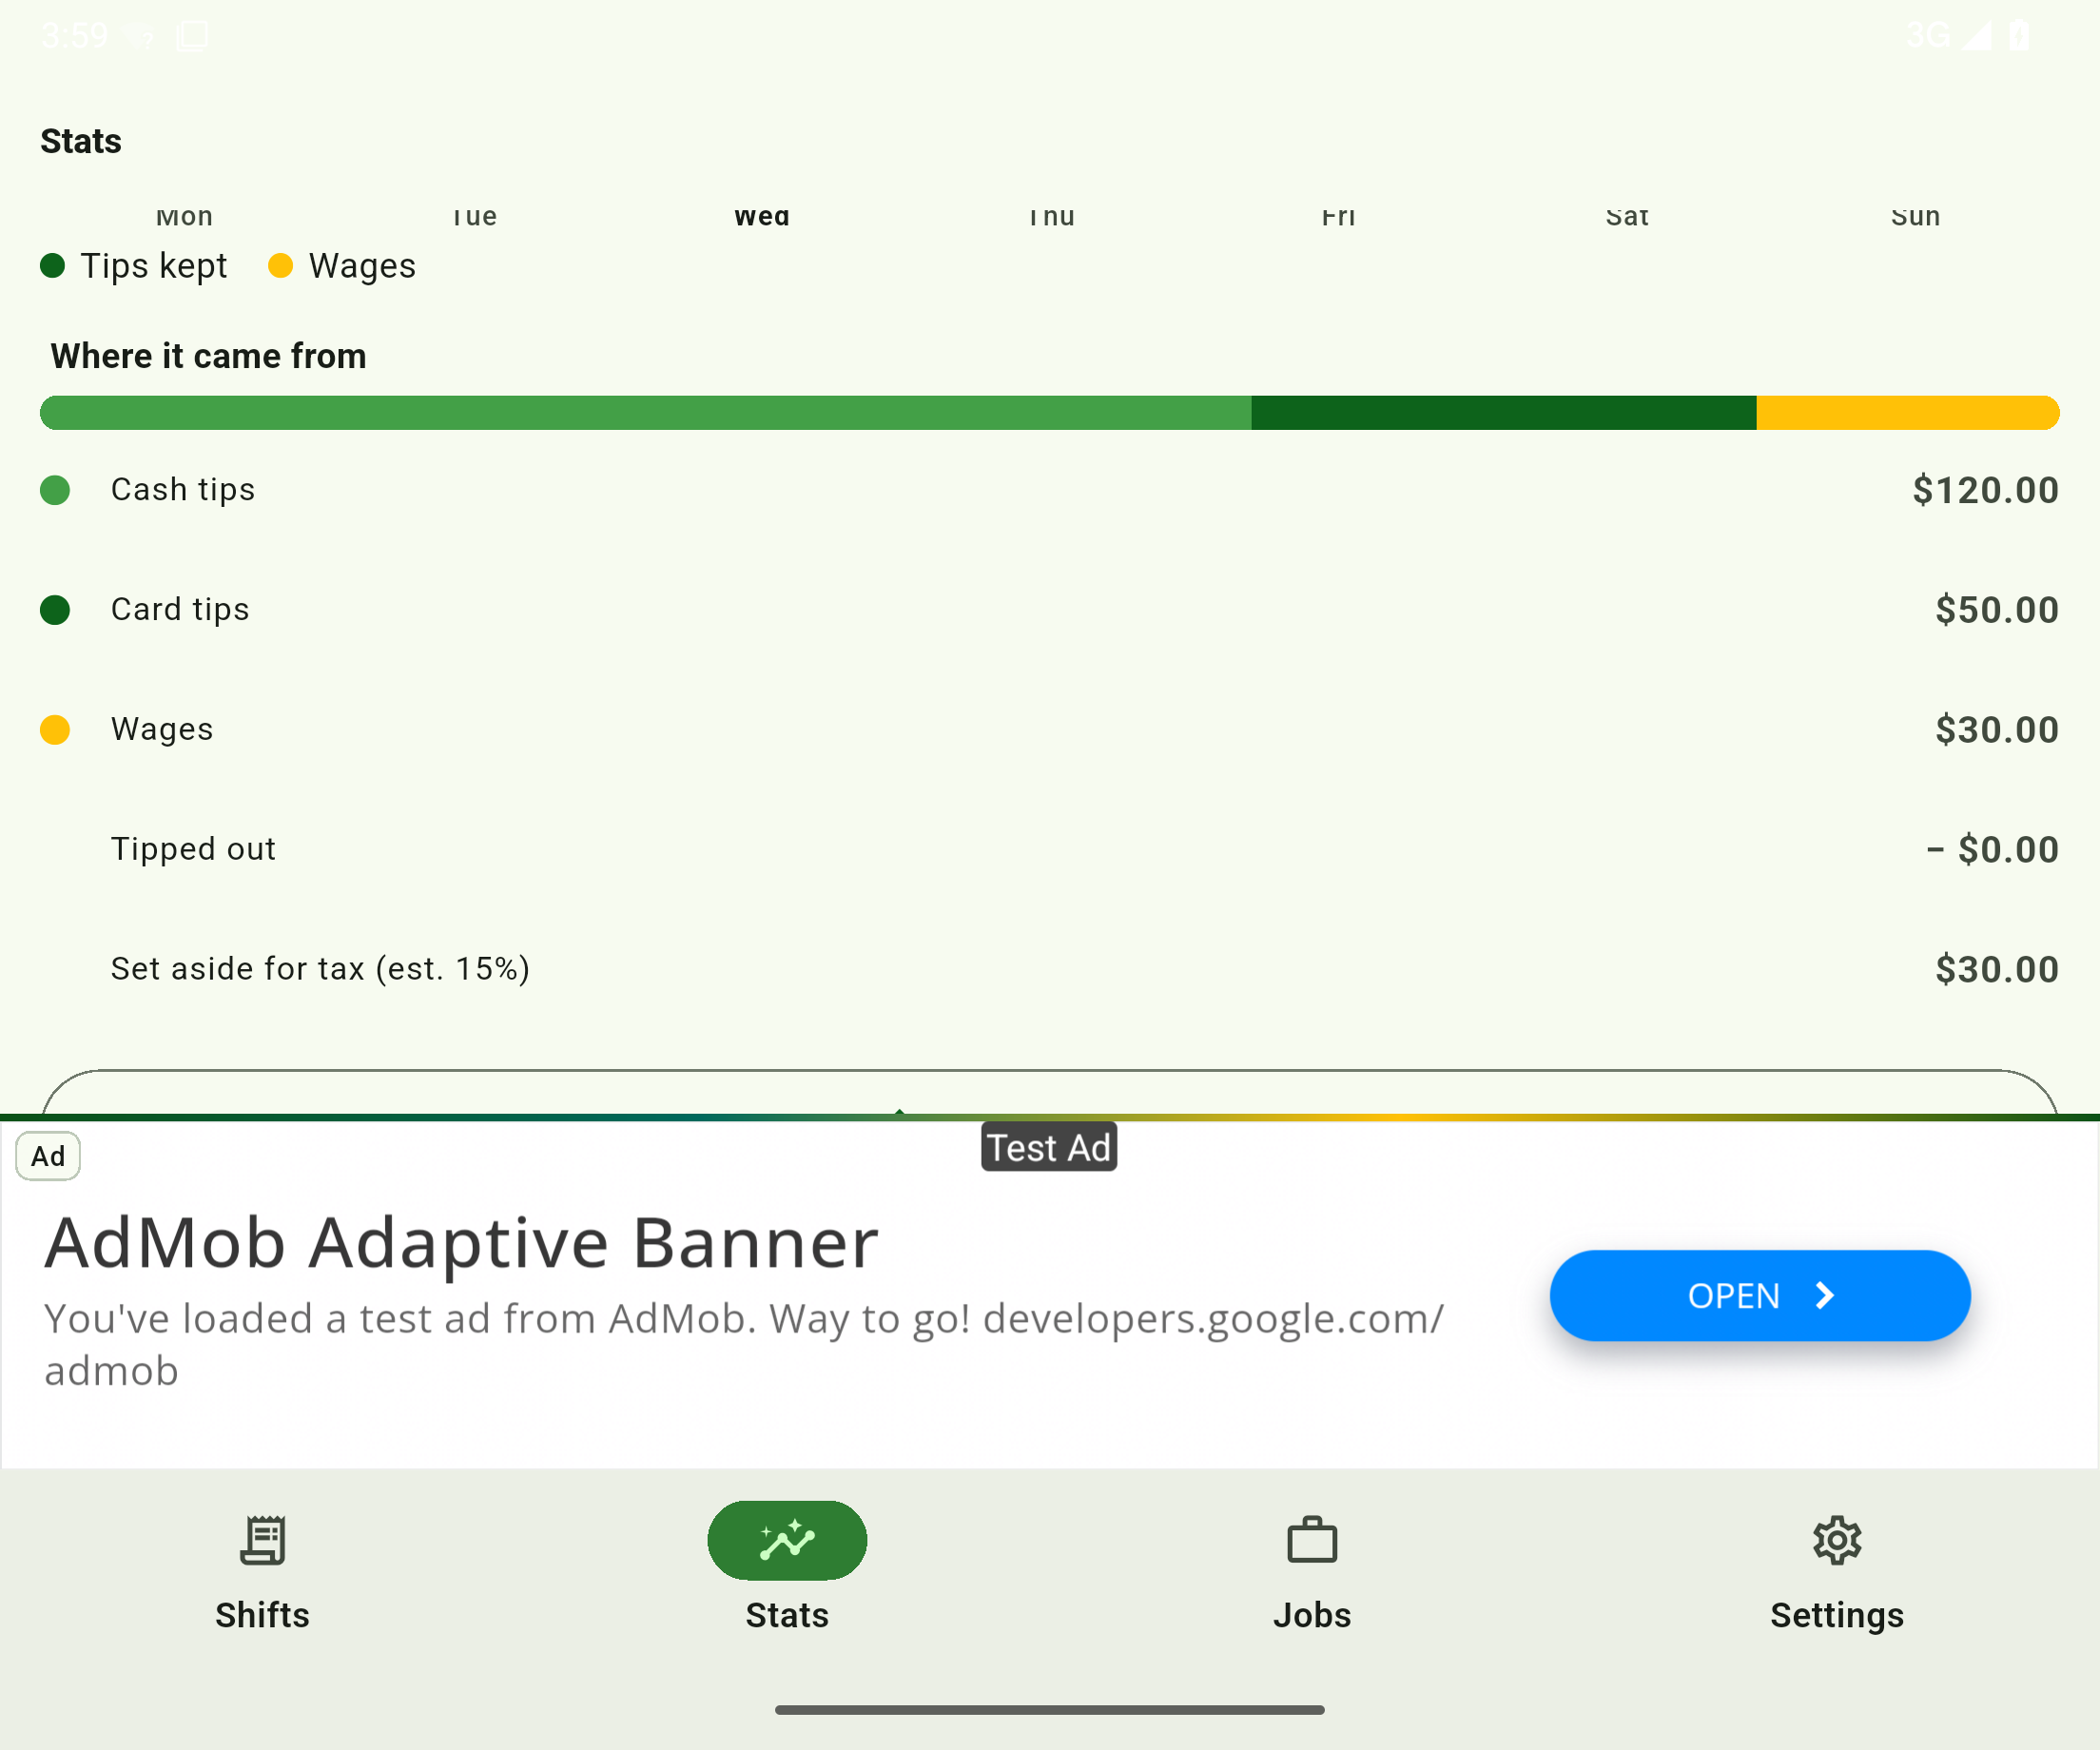 3:59
3G
Stats
Mon Tue Wed Thu Fri Sat Sun
Tips kept Wages
Where it came from
Cash tips $120.00
Card tips $50.00
Wages $30.00
Tipped out − $0.00
Set aside for tax (est. 15%) $30.00
Ad
Test Ad
AdMob Adaptive Banner
You've loaded a test ad from AdMob. Way to go! developers.google.com/
admob
OPEN
Shifts Stats Jobs Settings